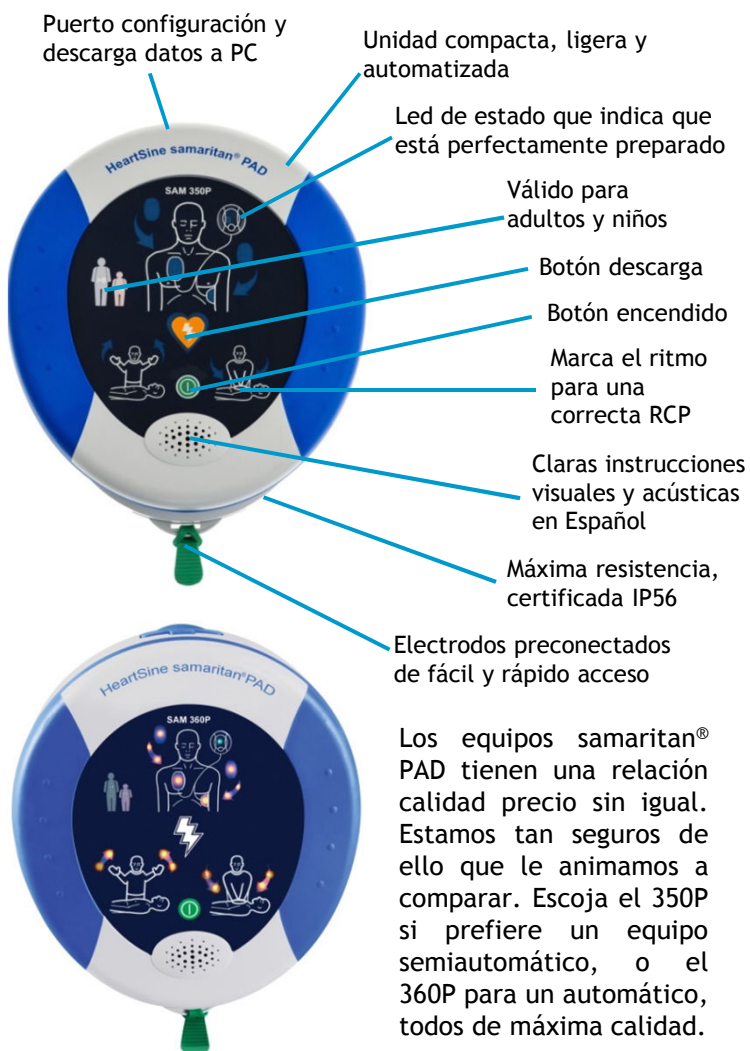 Puerto configuración y
descarga datos a PC
Unidad compacta, ligera y
automatizada
Led de estado que indica que
está perfectamente preparado
Válido para
adultos y niños
Botón descarga
Botón encendido
Marca el ritmo
para una
correcta RCP
Claras instrucciones
visuales y acústicas
en Español
Máxima resistencia,
certificada IP56
Electrodos preconectados
de fácil y rápido acceso
HeartSine samaritan® PAD
SAM 350P
HeartSine samaritan® PAD
SAM 360P
Los equipos samaritan®
PAD tienen una relación
calidad precio sin igual.
Estamos tan seguros de
ello que le animamos a
comparar. Escoja el 350P
si prefiere un equipo
semiautomático, o el
360P para un automático,
todos de máxima calidad.